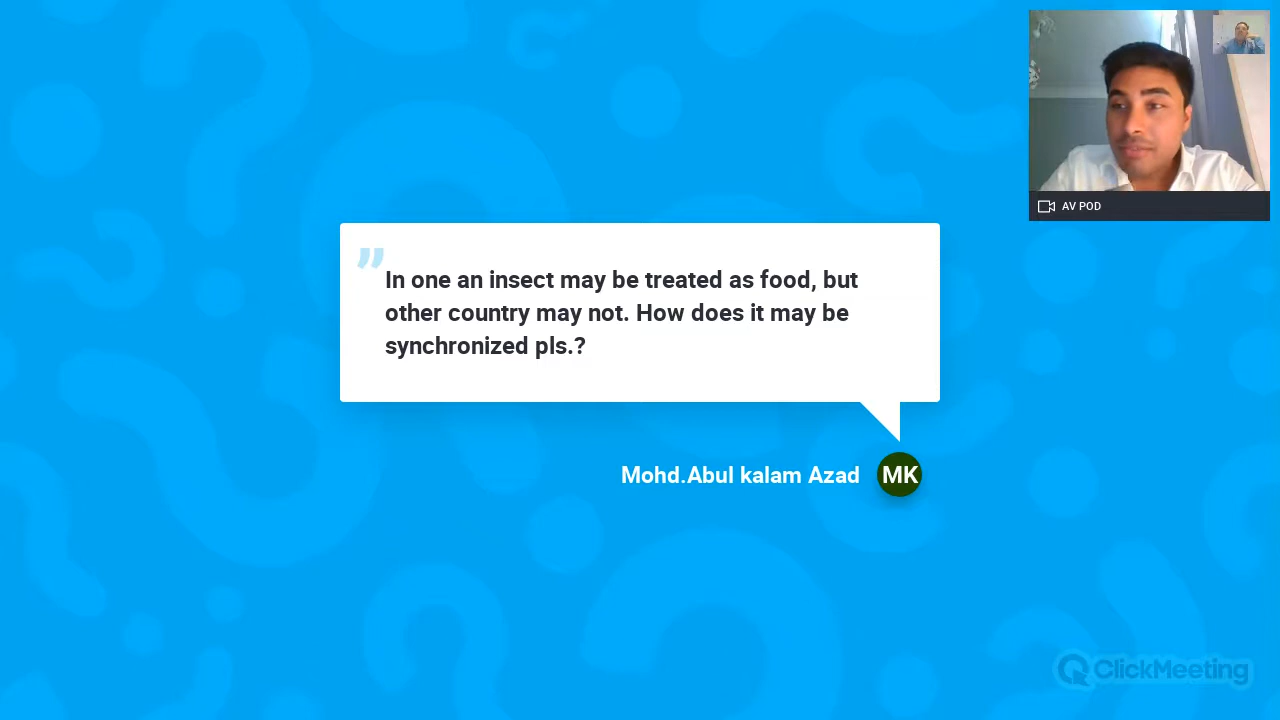 AV POD
"
In one an insect may be treated as food, but
other country may not. How does it may be
synchronized pls.?
Mohd.Abul kalam Azad
MK
ClickMeeting